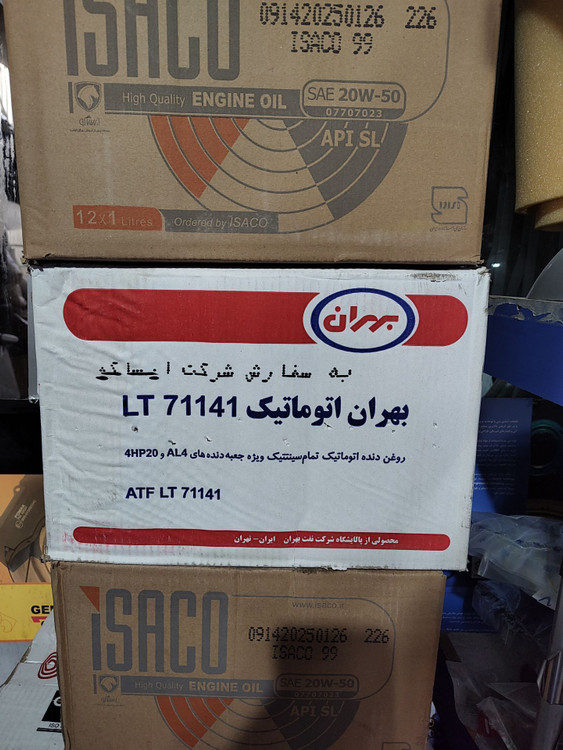 ISACO
091420250126 226
ISACO 99
High Quality ENGINE OIL
SAE 20W-50
07707023
API SL
12x1 Litres
Ordered by ISACO
بهران
به سفارش شرکت ایساکو
بهران اتوماتیک LT 71141
روغن دنده اتوماتیک تمام‌سینتتیک ویژه جعبه‌دنده‌های AL4 و 4HP20
ATF LT 71141
محصولی از پالایشگاه شرکت نفت بهران ایران-تهران
ISACO
www.isaco.ir
091420250126 226
ISACO 99
High Quality ENGINE OIL
SAE 20W-50
07707023
API SL
GEN